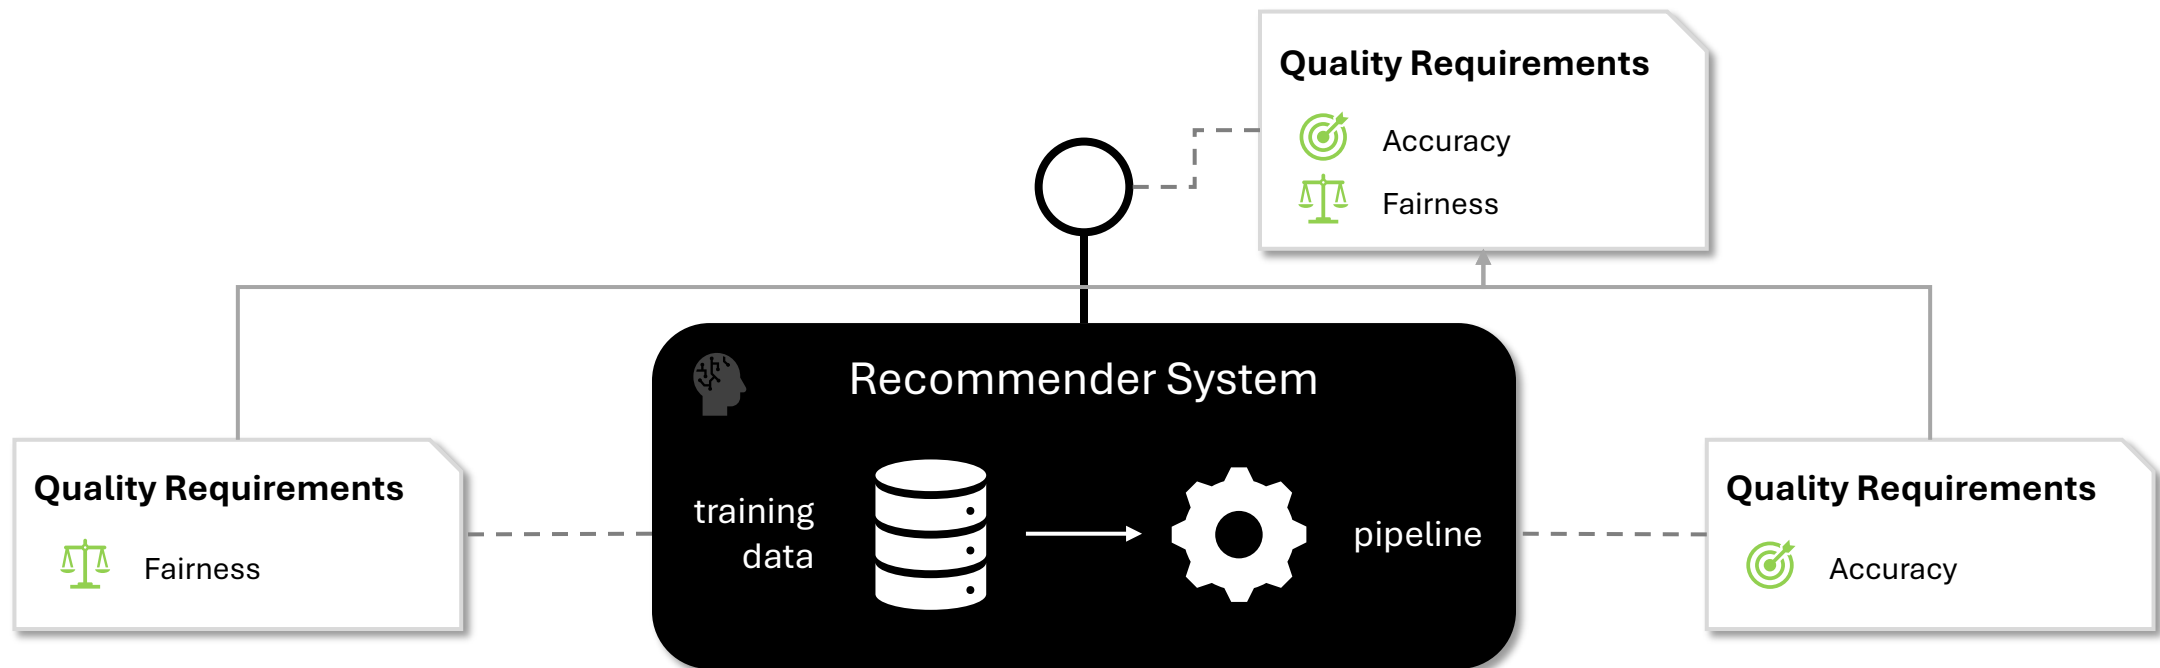 Quality Requirements
Accuracy
Fairness
Recommender System
Quality Requirements
Fairness
training
data
pipeline
Quality Requirements
Accuracy